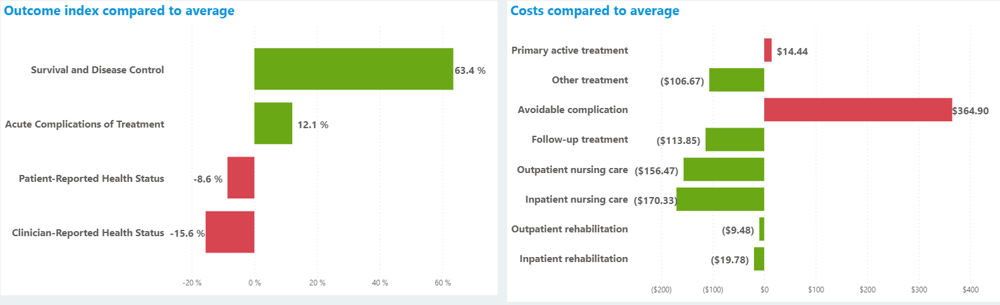 Outcome index compared to average
Survival and Disease Control
63.4 %
Acute Complications of Treatment
12.1 %
Patient-Reported Health Status
-8.6 %
Clinician-Reported Health Status
-15.6 %
-20 %
0 %
20 %
40 %
60 %
Costs compared to average
Primary active treatment
$14.44
Other treatment
($106.67)
Avoidable complication
$364.90
Follow-up treatment
($113.85)
Outpatient nursing care
($156.47)
Inpatient nursing care
($170.33)
Outpatient rehabilitation
($9.48)
Inpatient rehabilitation
($19.78)
($200)
($100)
$0
$100
$200
$300
$400